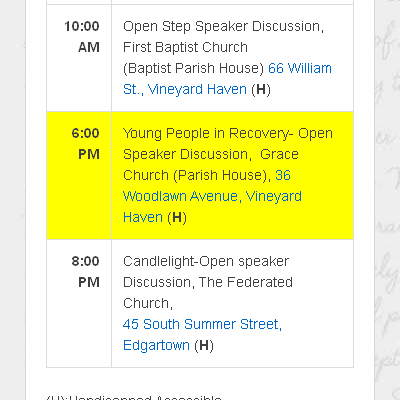 10:00 AM
Open Step Speaker Discussion,
First Baptist Church
(Baptist Parish House) 66 William
St., Vineyard Haven (H)
6:00 PM
Young People in Recovery- Open
Speaker Discussion,  Grace
Church (Parish House), 36
Woodlawn Avenue, Vineyard
Haven (H)
8:00 PM
Candlelight-Open speaker
Discussion, The Federated
Church,
45 South Summer Street,
Edgartown (H)
(H):Handicapped Accessible